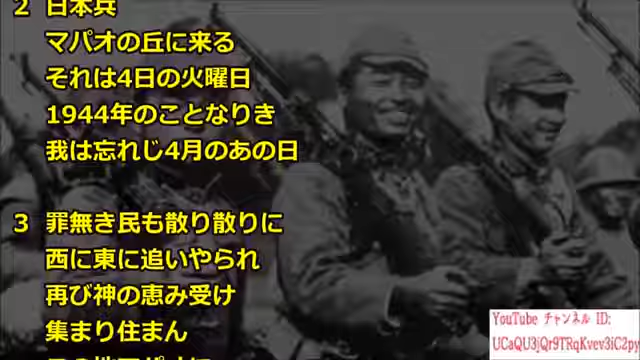 2 日本兵
マパオの丘に来る
それは4日の火曜日
1944年のことなりき
我は忘れじ4月のあの日
3 罪無き民も散り散りに
西に東に追いやられ
再び神の恵み受け
集まり住まん
YouTube チャンネル ID:
UCaQU3jQr9TRqKvev3iC2py